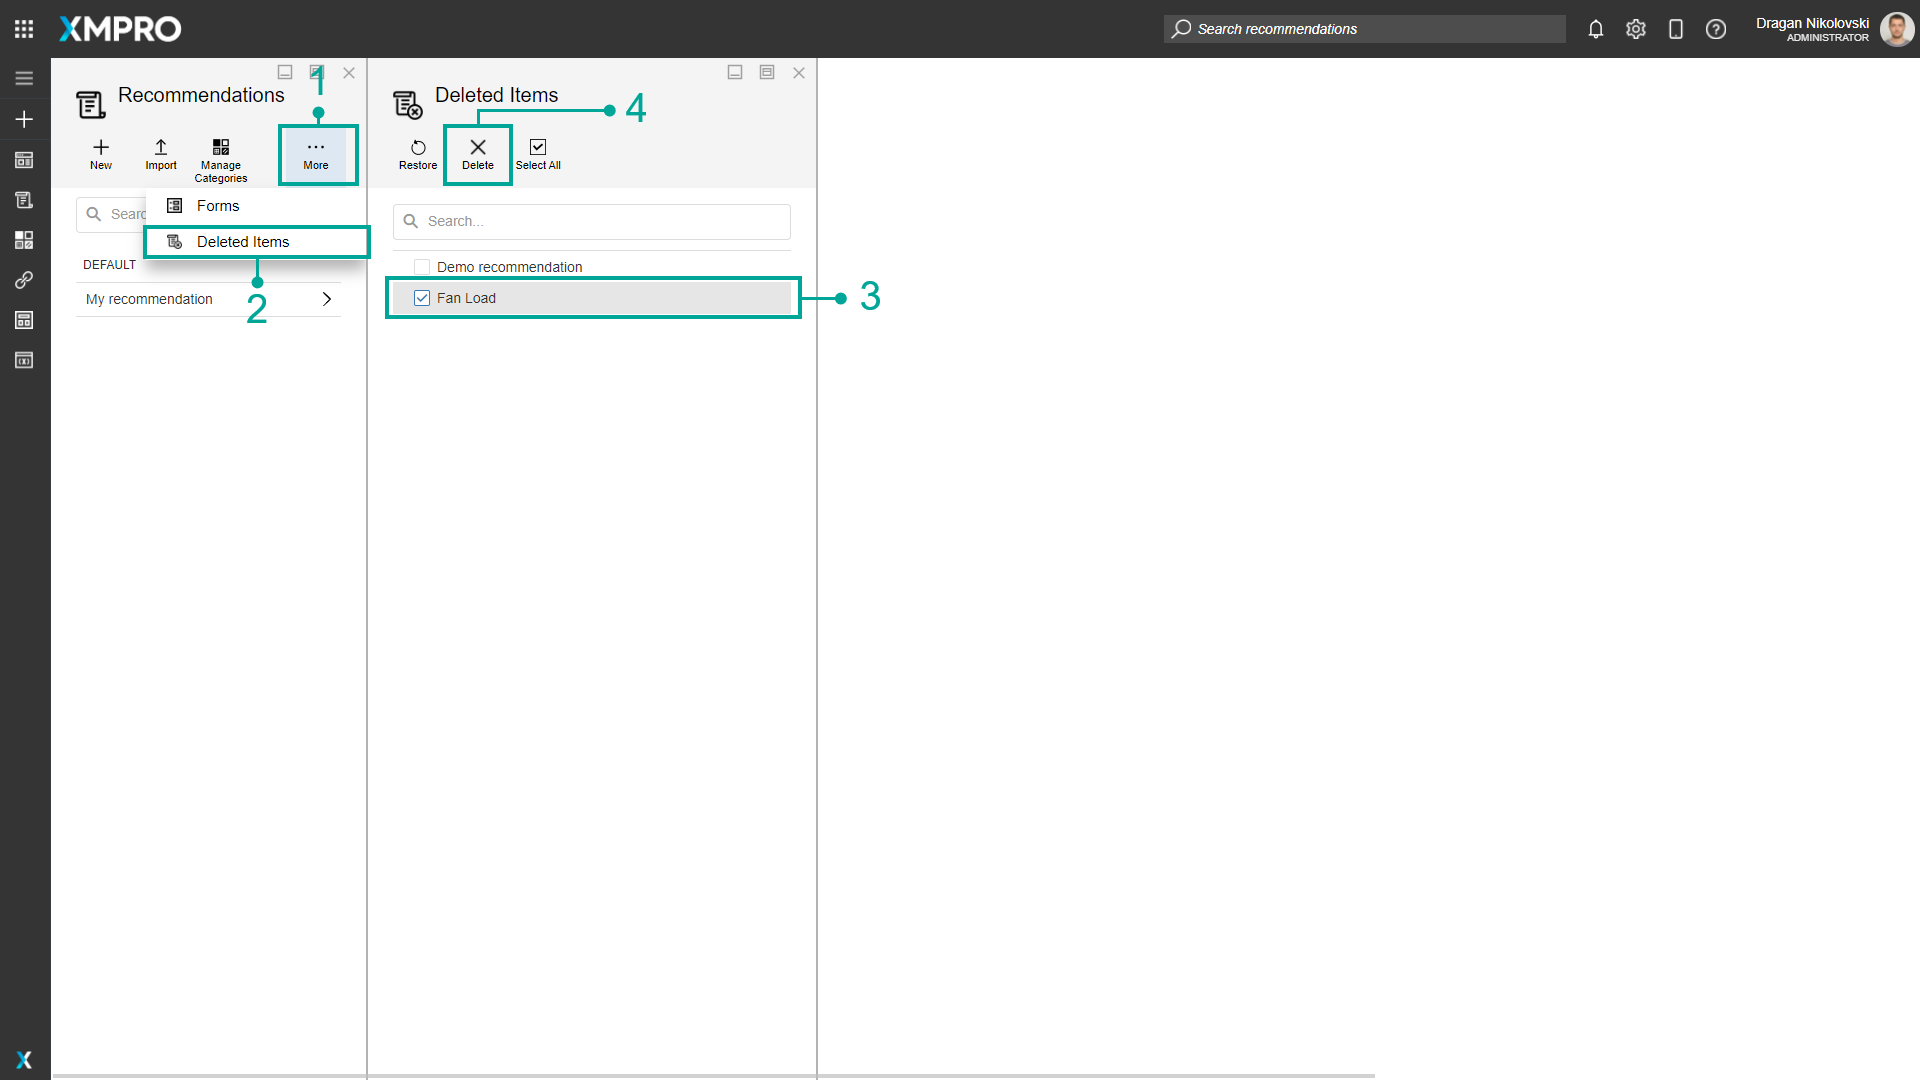 XMPRO
Search recommendations
Dragan Nikolovski
ADMINISTRATOR
1
Recommendations
New
Import
Manage
Categories
More
Searc
Forms
Deleted Items
DEFAULT
My recommendation
2
Deleted Items
4
Restore
Delete
Select All
Search...
Demo recommendation
Fan Load
3